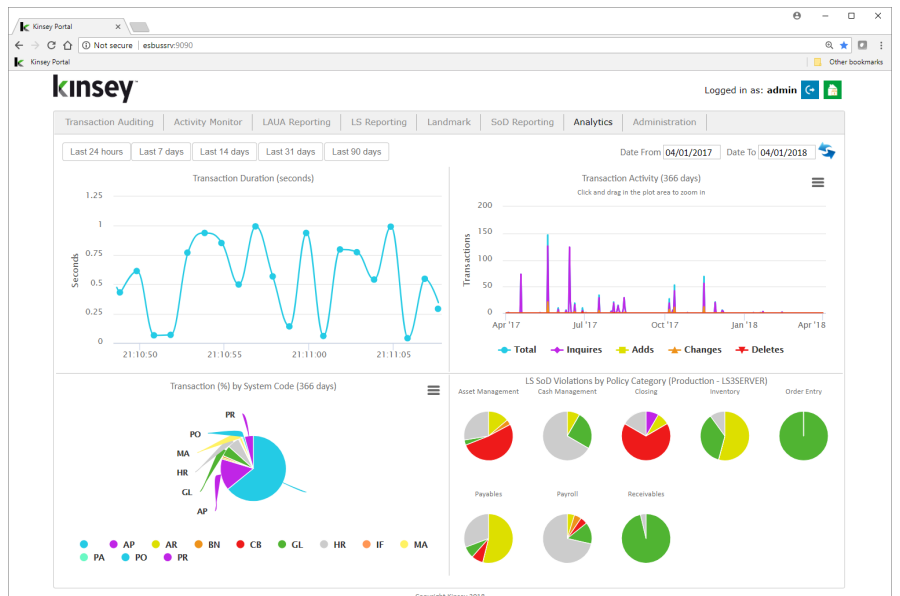 Kinsey Portal
Not secure | esbussrv:9090
Kinsey Portal
Other bookmarks
kinsey
Logged in as: admin
Transaction Auditing
Activity Monitor
LAUA Reporting
LS Reporting
Landmark
SoD Reporting
Analytics
Administration
Last 24 hours
Last 7 days
Last 14 days
Last 31 days
Last 90 days
Date From 04/01/2017 Date To 04/01/2018
Transaction Duration (seconds)
1.25
1
0.75
0.5
0.25
0
Seconds
21:10:50 21:10:55 21:11:00 21:11:05
Transaction Activity (366 days)
Click and drag in the plot area to zoom in
200
150
100
50
0
Transactions
Apr '17 Jul '17 Oct '17 Jan '18 Apr '18
Total Inquires Adds Changes Deletes
Transaction (%) by System Code (366 days)
PR
PO
MA
HR
GL
AP
AP AR BN CB GL HR IF MA
PA PO PR
LS SoD Violations by Policy Category (Production - LS3SERVER)
Asset Management Cash Management Closing Inventory Order Entry
Payables Payroll Receivables
Copyright Kinsey 2018